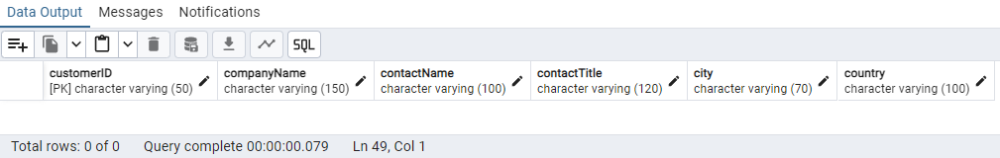 Data Output Messages Notifications
SQL
customerID companyName contactName contactTitle city country
[PK] character varying (50) character varying (150) character varying (100) character varying (120) character varying (70) character varying (100)
Total rows: 0 of 0 Query complete 00:00:00.079 Ln 49, Col 1